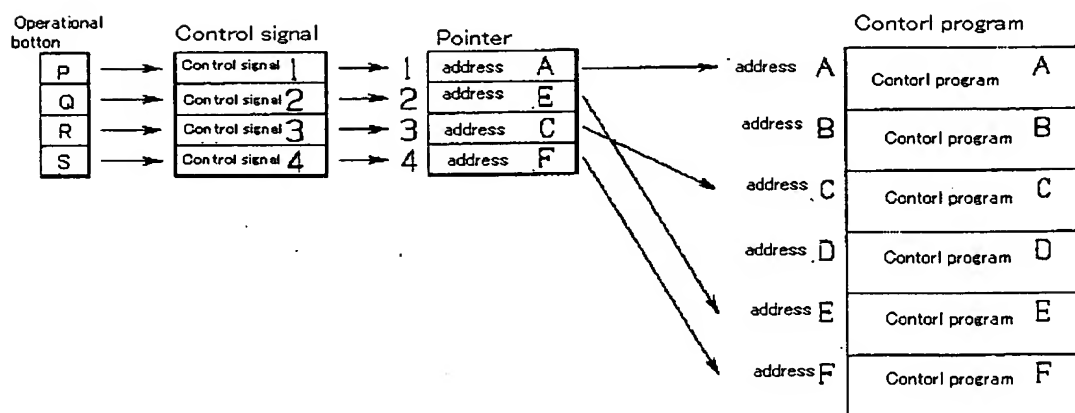 Operational
botton
Control signal
Pointer
Contorl program
P
Control signal 1
1
address A
address A
Contorl program A
Q
Control signal 2
2
address E
address B
Contorl program B
R
Control signal 3
3
address C
address C
Contorl program C
S
Control signal 4
4
address F
address D
Contorl program D
address E
Contorl program E
address F
Contorl program F